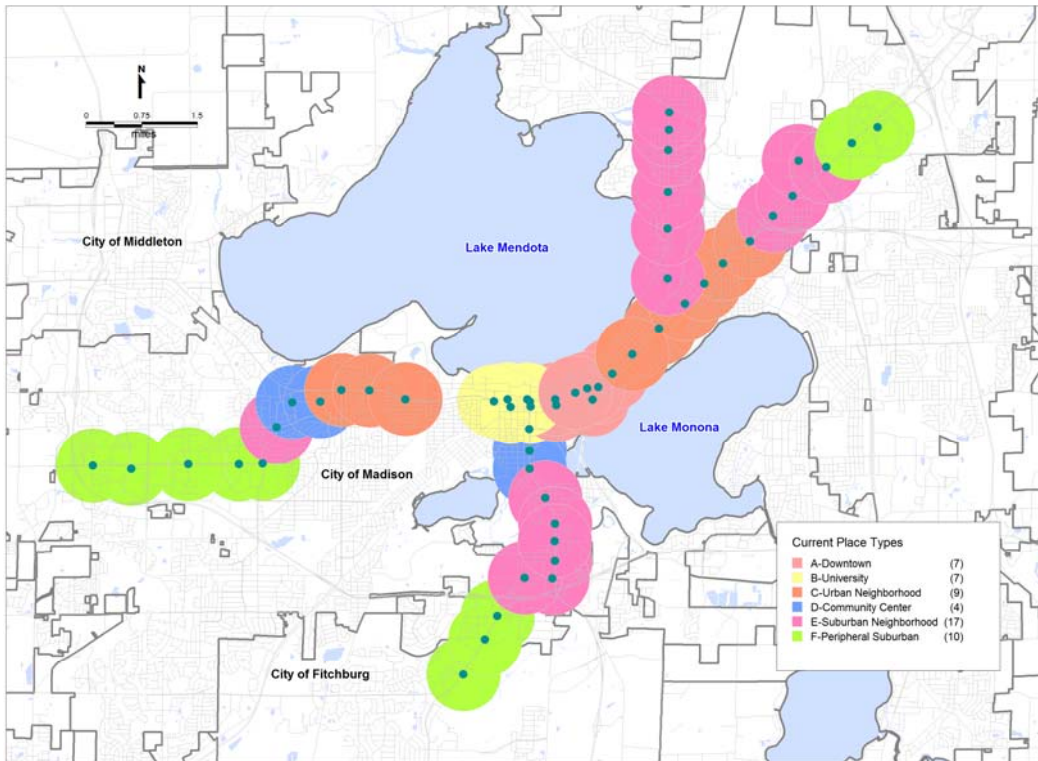 N
0 0.75 1.5
miles
City of Middleton
Lake Mendota
Lake Monona
City of Madison
City of Fitchburg
Current Place Types
A-Downtown (7)
B-University (7)
C-Urban Neighborhood (9)
D-Community Center (4)
E-Suburban Neighborhood (17)
F-Peripheral Suburban (10)